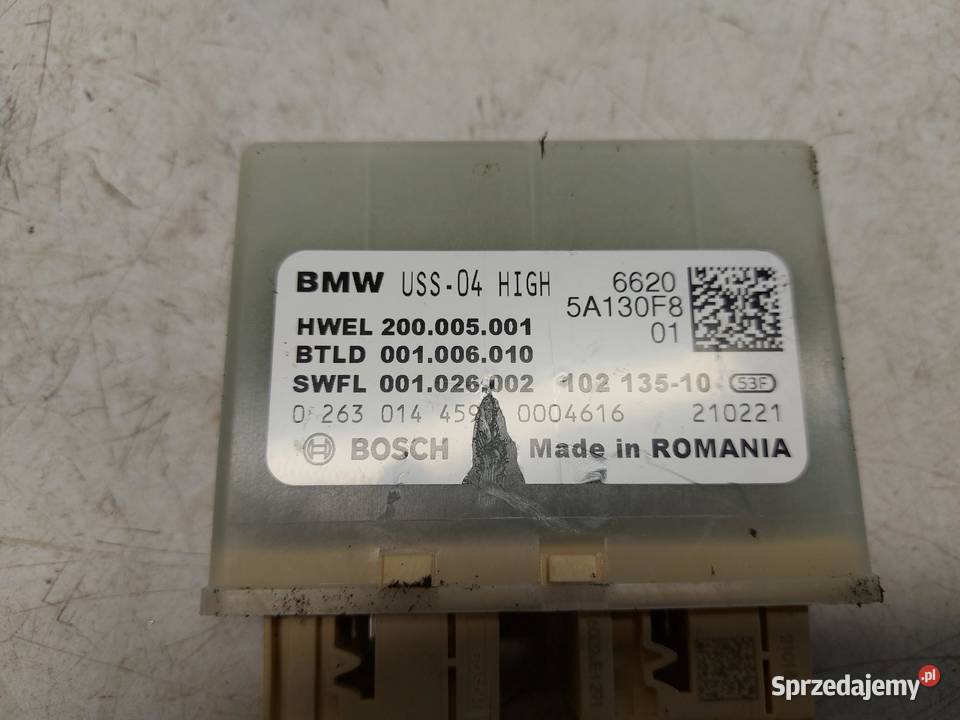 BMW USS-04 HIGH 6620
5A130F8
HWEL 200.005.001 01
BTLD 001.006.010
SWFL 001.026.002 102 135-10 53F
0 263 014 459 0004616 210221
BOSCH Made in ROMANIA
Sprzedajemy.pl